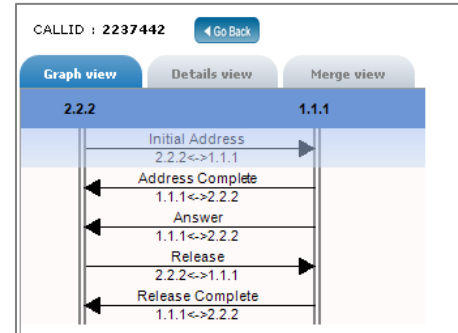 CALLID : 2237442 Go Back
Graph view Details view Merge view
2.2.2 1.1.1
Initial Address
2.2.2<->1.1.1
Address Complete
1.1.1<->2.2.2
Answer
1.1.1<->2.2.2
Release
2.2.2<->1.1.1
Release Complete
1.1.1<->2.2.2